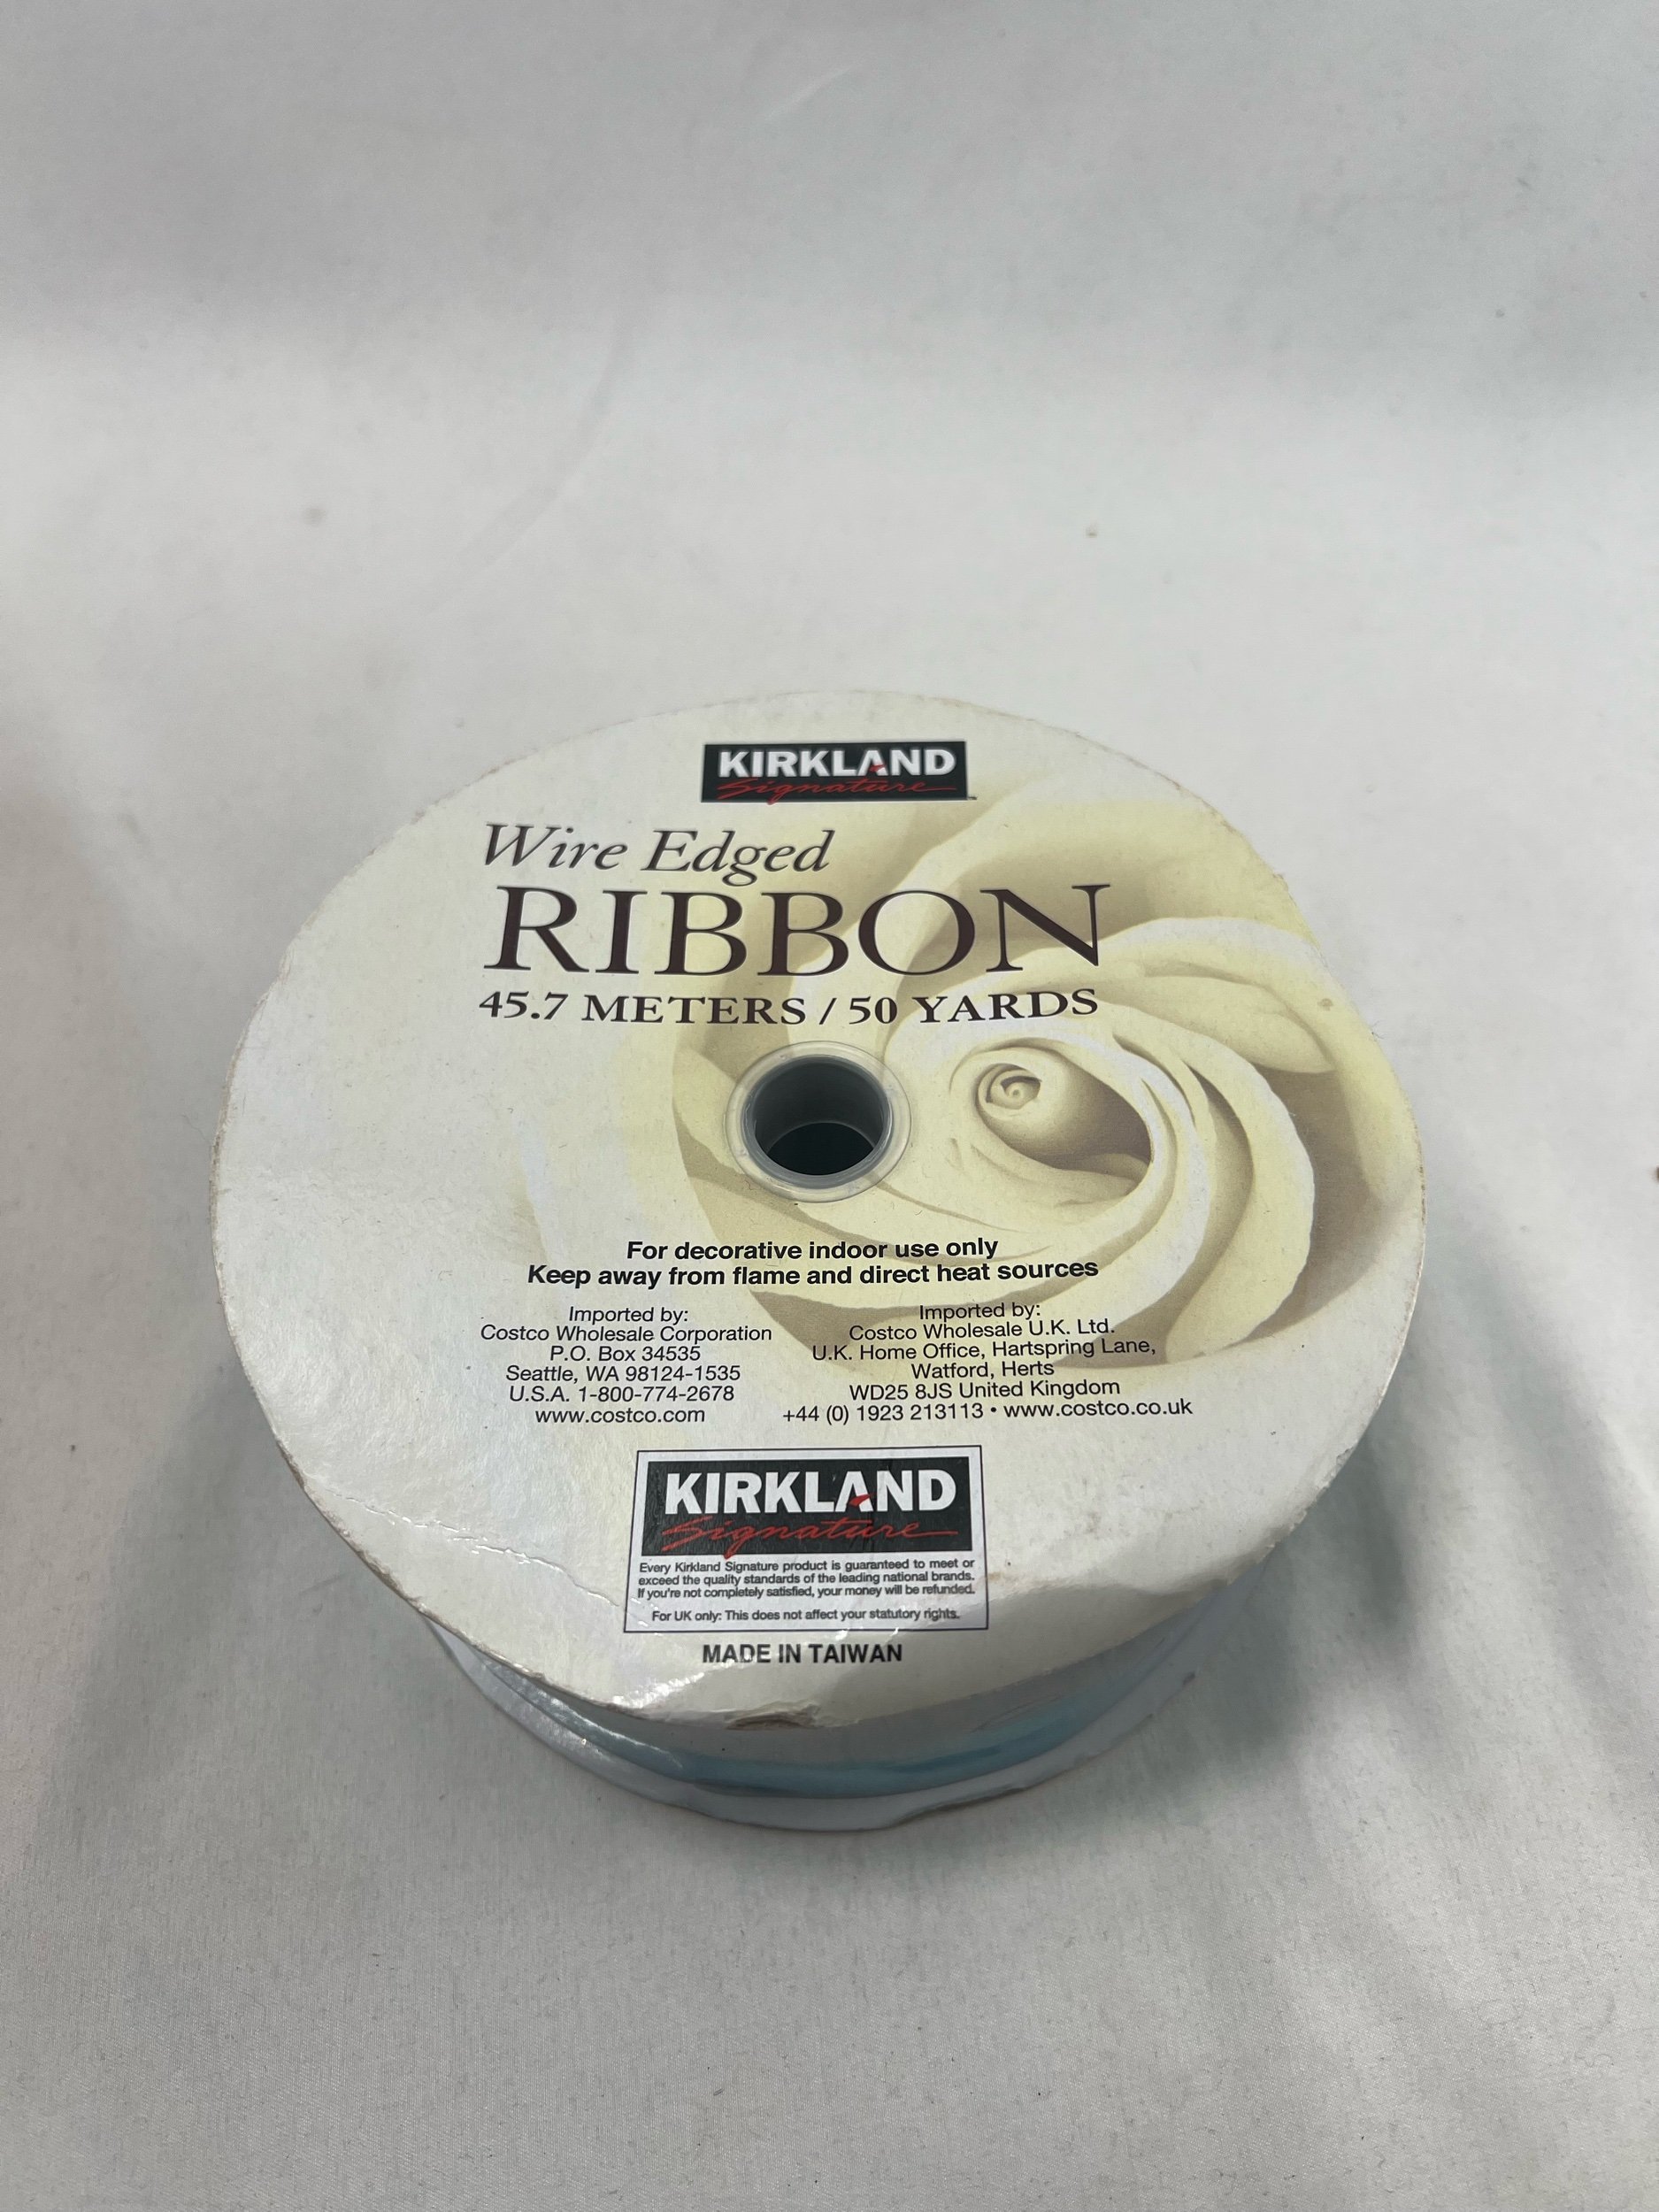 KIRKLAND
Signature
Wire Edged
RIBBON
45.7 METERS / 50 YARDS
For decorative indoor use only
Keep away from flame and direct heat sources
Imported by:
Costco Wholesale Corporation
P.O. Box 34535
Seattle, WA 98124-1535
U.S.A. 1-800-774-2678
www.costco.com
Imported by:
Costco Wholesale U.K. Ltd.
U.K. Home Office, Hartspring Lane,
Watford, Herts
WD25 8JS United Kingdom
+44 (0) 1923 213113 • www.costco.co.uk
KIRKLAND
Signature
Every Kirkland Signature product is guaranteed to meet or
exceed the quality standards of the leading national brands.
If you're not completely satisfied, your money will be refunded.
For UK only: This does not affect your statutory rights.
MADE IN TAIWAN